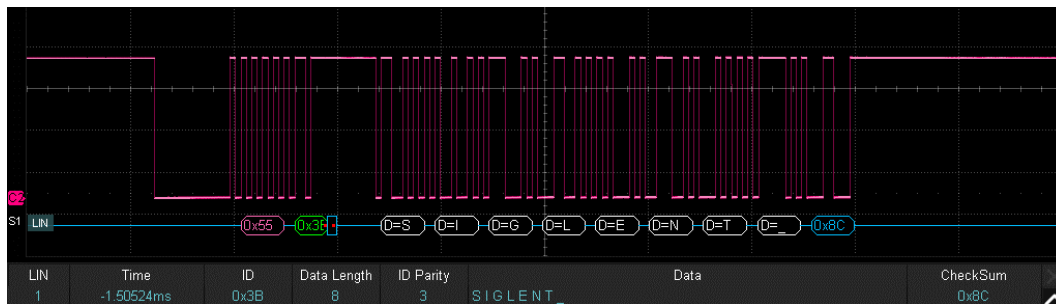 C2
S1 LIN 0x55 0x3B D=S D=I D=G D=L D=E D=N D=T D=_ 0x8C
LIN Time ID Data Length ID Parity Data CheckSum
1 -1.50524ms 0x3B 8 3 SIGLENT_ 0x8C